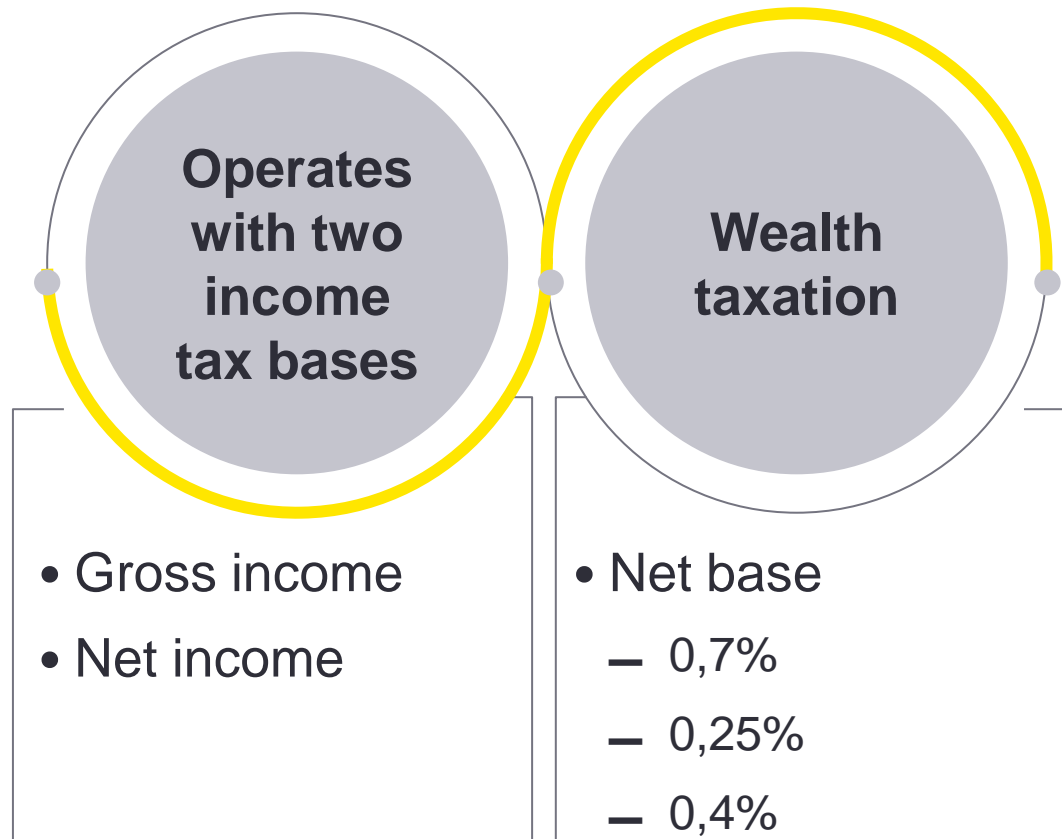 Operates
with two
income
tax bases
Wealth
taxation
• Gross income
• Net income
• Net base
– 0,7%
– 0,25%
– 0,4%